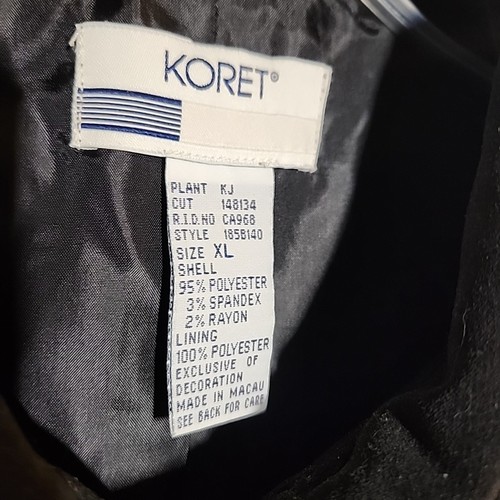 KORET®
PLANT KJ
CUT 148134
R.I.D.NO CA968
STYLE 185B140
SIZE XL
SHELL
95% POLYESTER
3% SPANDEX
2% RAYON
LINING
100% POLYESTER
EXCLUSIVE OF
DECORATION
MADE IN MACAU
SEE BACK FOR CARE